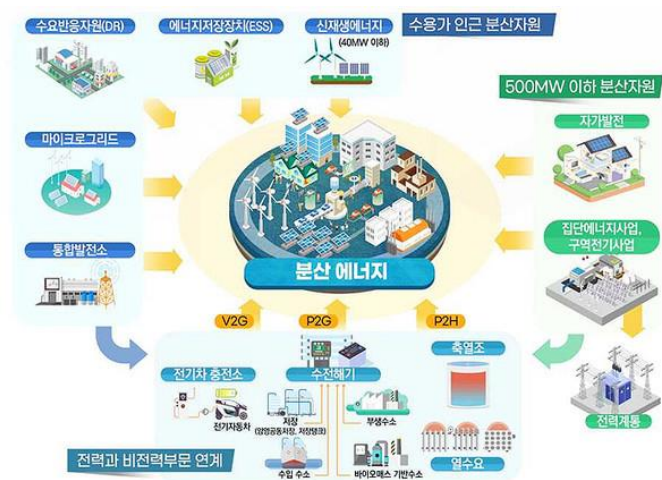 수요반응자원(DR)
에너지저장장치(ESS)
신재생에너지
(40MW 이하)
수용가 인근 분산자원
500MW 이하 분산자원
자가발전
마이크로그리드
집단에너지사업,
구역전기사업
통합발전소
분산 에너지
V2G
P2G
P2H
전기차 충전소
수전해기
축열조
전력계통
전기자동차
저장
(암염공동저장, 저장탱크)
부생수소
수입 수소
바이오매스 기반수소
열수요
전력과 비전력부문 연계